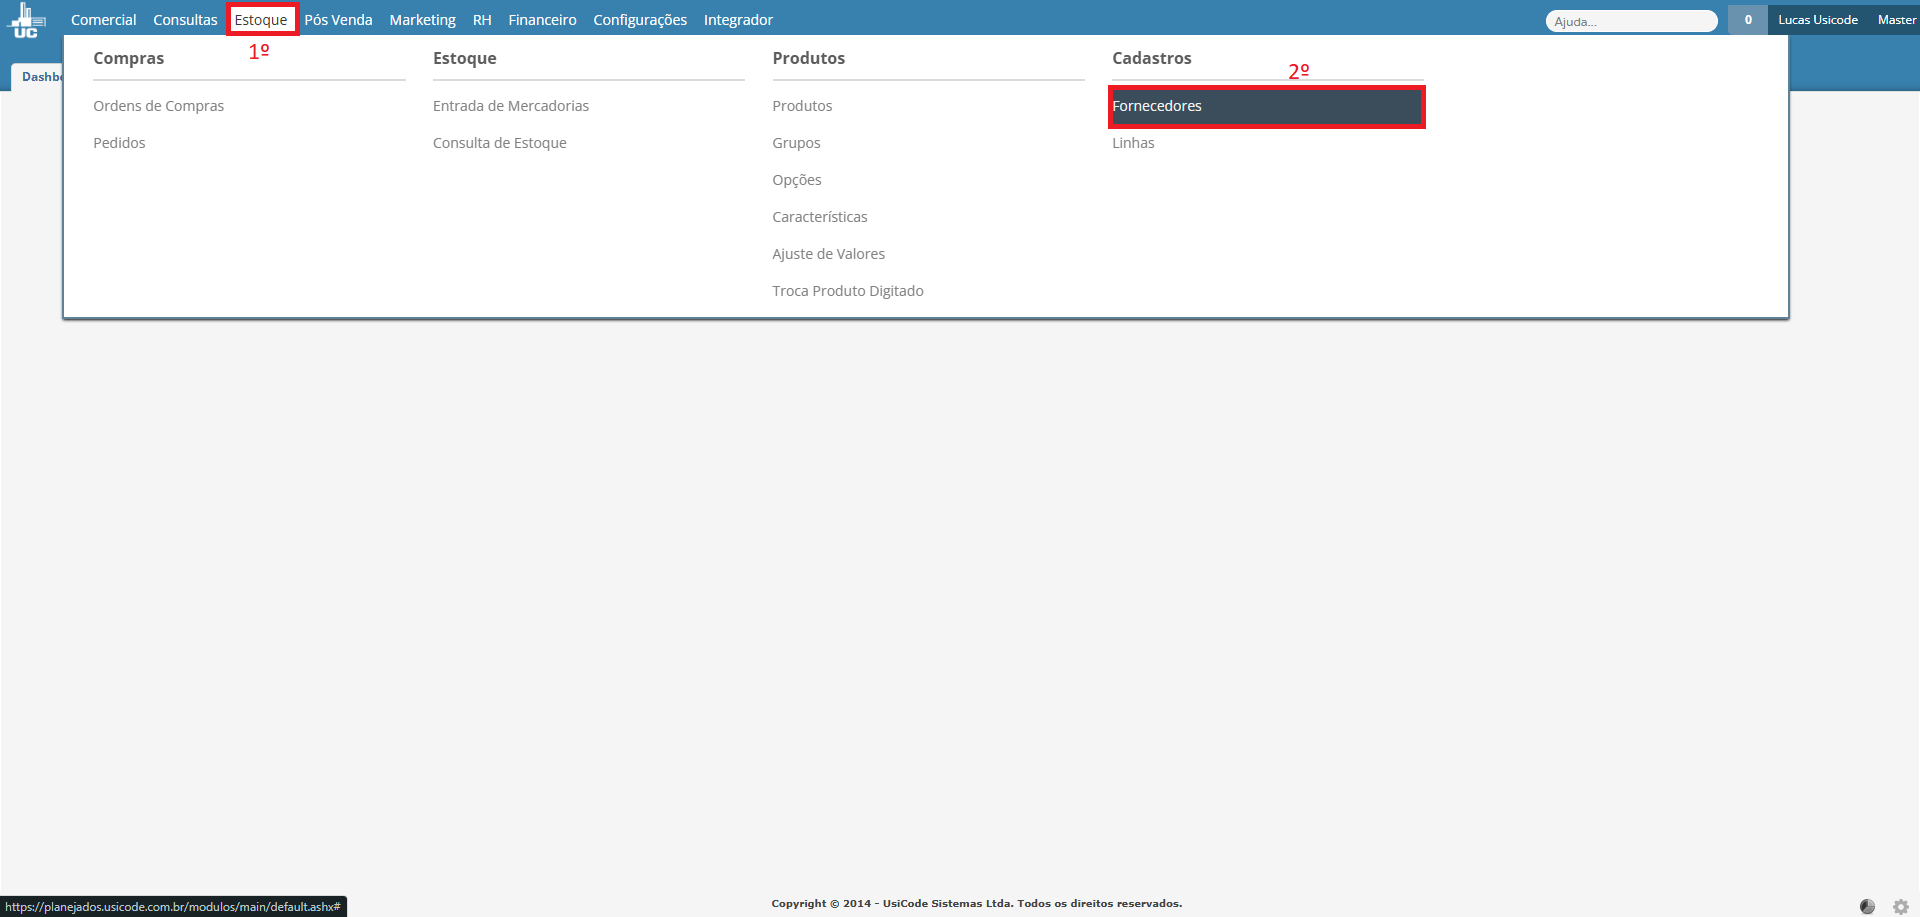 UC
Comercial Consultas Estoque Pós Venda Marketing RH Financeiro Configurações Integrador Ajuda... 0 Lucas Usicode Master
1º
Compras Estoque Produtos Cadastros
2º
Dashbo
Ordens de Compras Entrada de Mercadorias Produtos Fornecedores
Pedidos Consulta de Estoque Grupos Linhas
Opções
Características
Ajuste de Valores
Troca Produto Digitado
Copyright © 2014 - UsiCode Sistemas Ltda. Todos os direitos reservados.
https://planejados.usicode.com.br/modulos/main/default.ashx#